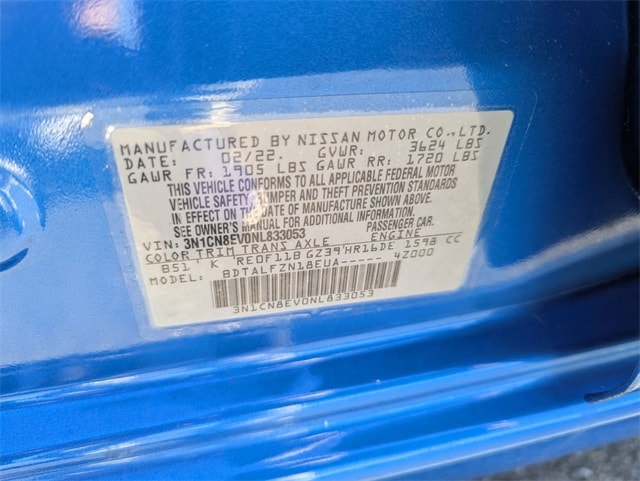 MANUFACTURED BY NISSAN MOTOR CO.,LTD.
DATE: 02/22. GVWR: 3624 LBS
GAWR FR: 1905 LBS GAWR RR: 1720 LBS
THIS VEHICLE CONFORMS TO ALL APPLICABLE FEDERAL MOTOR
VEHICLE SAFETY, BUMPER AND THEFT PREVENTION STANDARDS
IN EFFECT ON THE DATE OF MANUFACTURE SHOWN ABOVE.
SEE OWNER'S MANUAL FOR ADDITIONAL INFORMATION.
VIN: 3N1CN8EV0NL833053 PASSENGER CAR.
COLOR TRIM TRANS AXLE ENGINE
B51 K RE0F11B GZ39 HR16DE 1598 CC
MODEL: BDTALFZN18EUA----- 4Z000
3N1CN8EV0NL833053